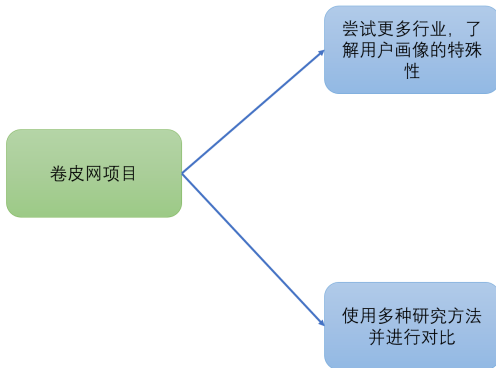 尝试更多行业，了
解用户画像的特殊
性
卷皮网项目
使用多种研究方法
并进行对比